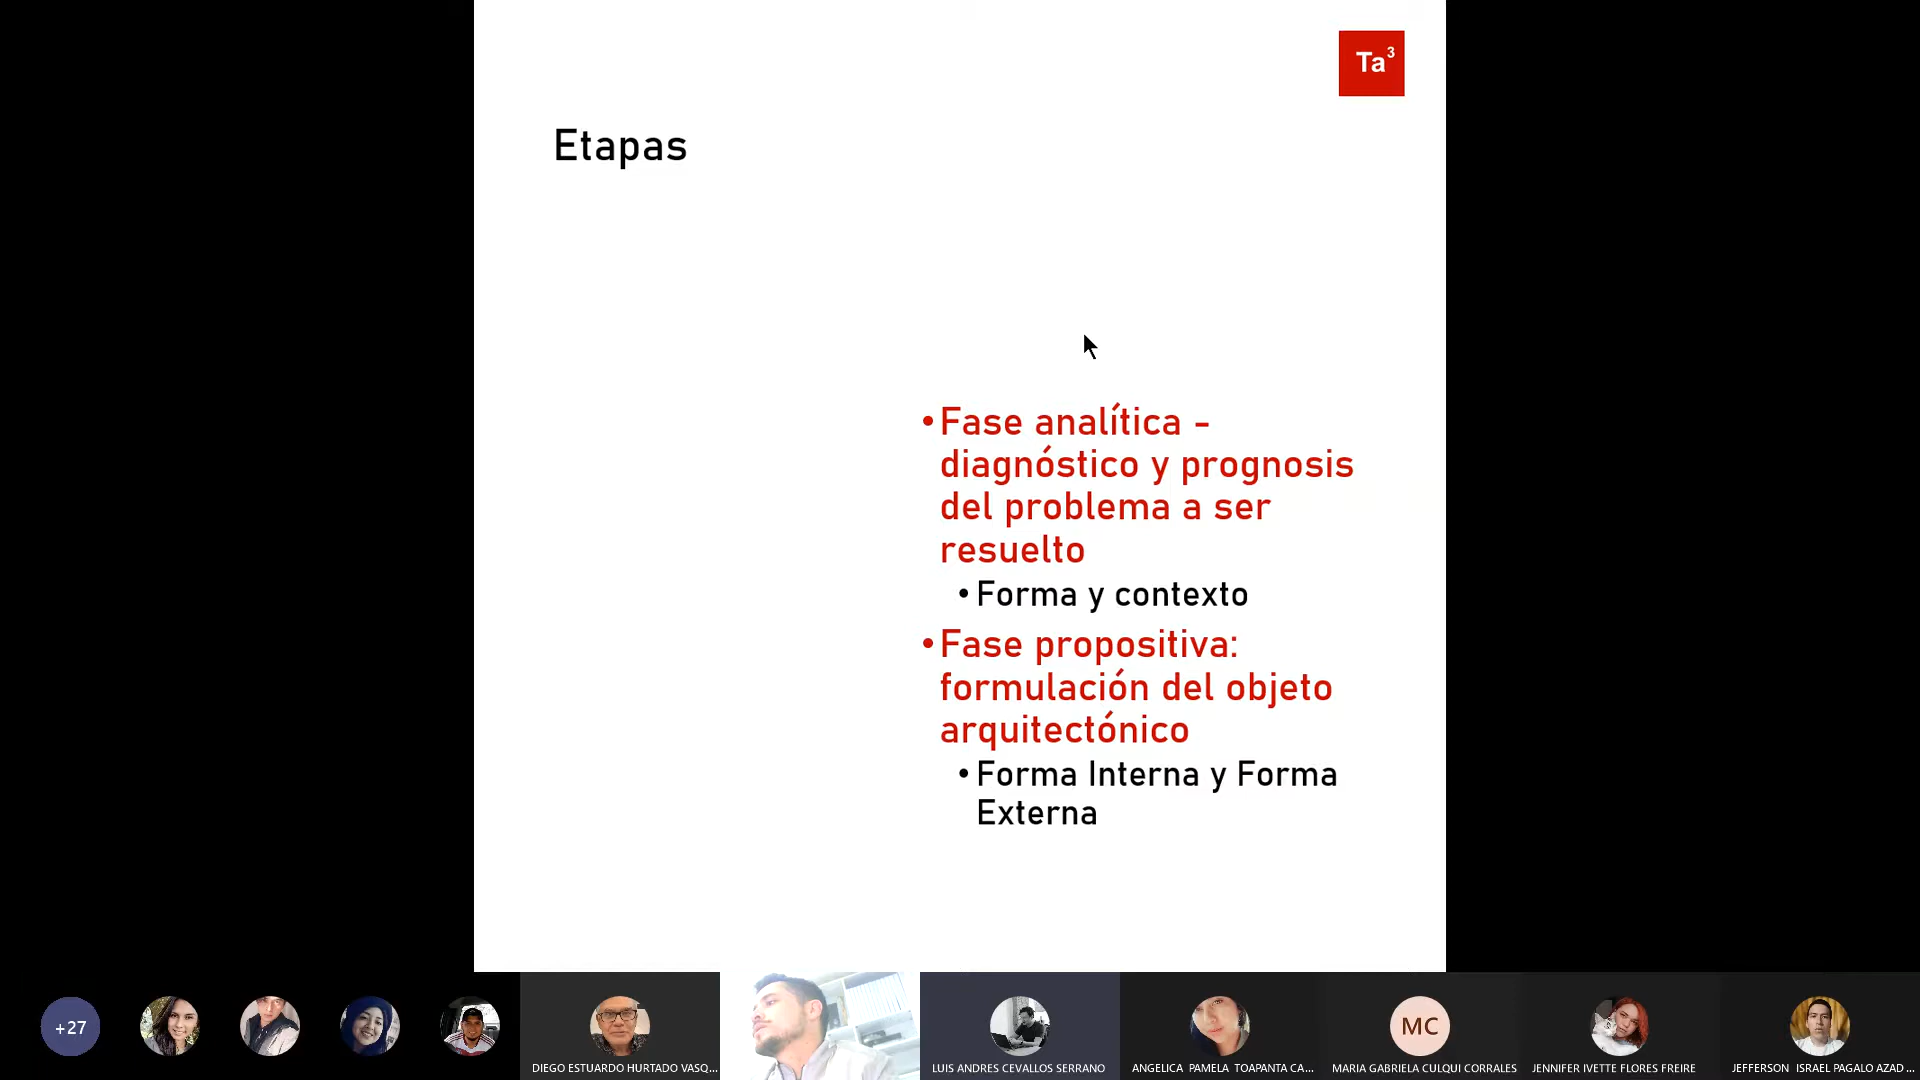 Ta³
Etapas
•Fase analítica -
diagnóstico y prognosis
del problema a ser
resuelto
•Forma y contexto
•Fase propositiva:
formulación del objeto
arquitectónico
•Forma Interna y Forma
Externa
+27
DIEGO ESTUARDO HURTADO VASQ...
LUIS ANDRES CEVALLOS SERRANO
ANGELICA PAMELA TOAPANTA CA...
MC
MARIA GABRIELA CULQUI CORRALES
JENNIFER IVETTE FLORES FREIRE
JEFFERSON ISRAEL PAGALO AZAD ...